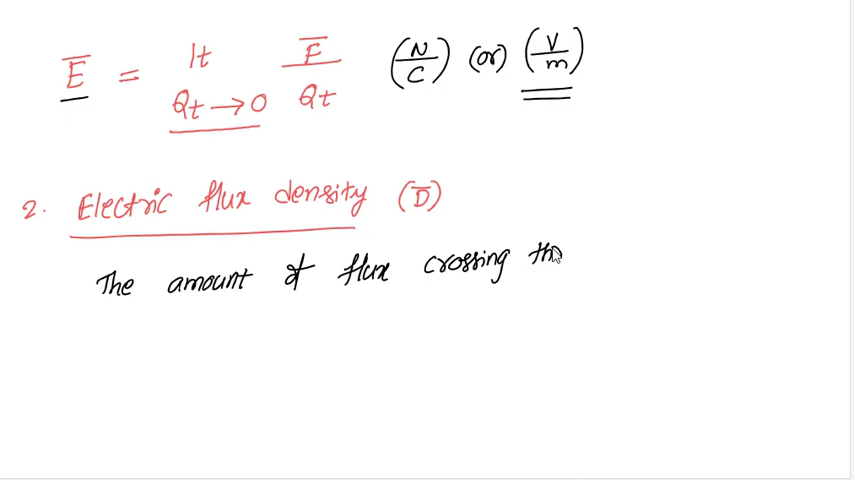 E̅ = lt Qt→0 F̅/Qt (N/C) (or) (V/m)
2. Electric flux density (D̅)
The amount of flux crossing the